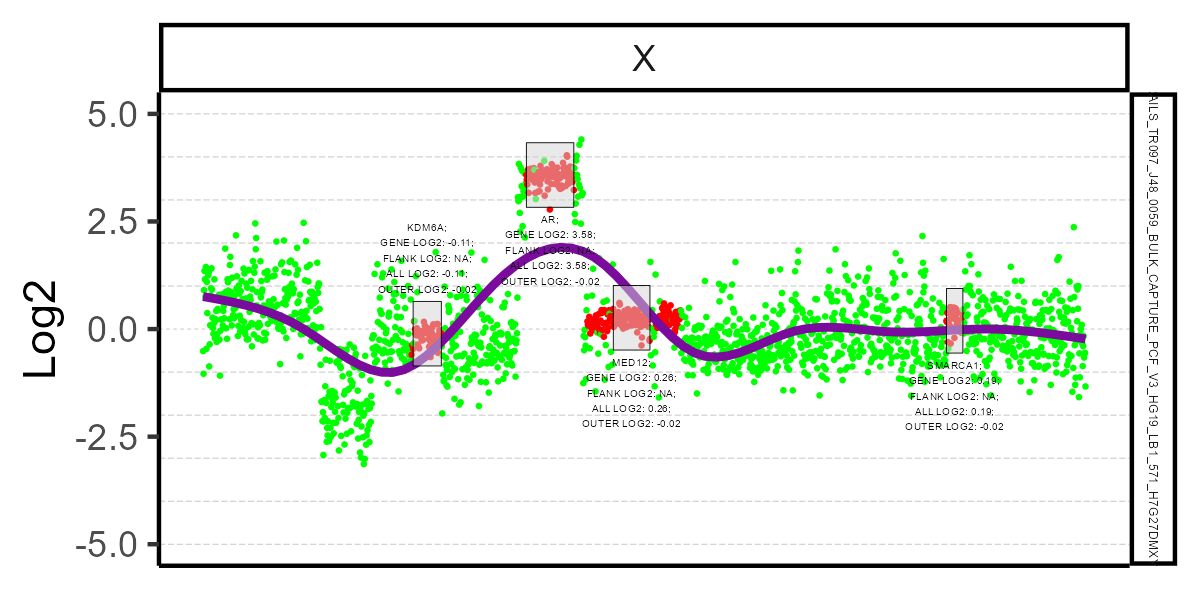 X
Log2
5.0
2.5
0.0
-2.5
-5.0
KDM6A;
GENE LOG2: -0.11;
FLANK LOG2: NA;
ALL LOG2: -0.11;
OUTER LOG2: -0.02
AR;
GENE LOG2: 3.58;
FLANK LOG2: NA;
ALL LOG2: 3.58;
OUTER LOG2: -0.02
MED12;
GENE LOG2: 0.26;
FLANK LOG2: NA;
ALL LOG2: 0.26;
OUTER LOG2: -0.02
SMARCA1;
GENE LOG2: 0.19;
FLANK LOG2: NA;
ALL LOG2: 0.19;
OUTER LOG2: -0.02
AILS_TR097_J48_0059_BULK_CAPTURE_PCF_V3_HG19_LB1_571_H7G27DMX